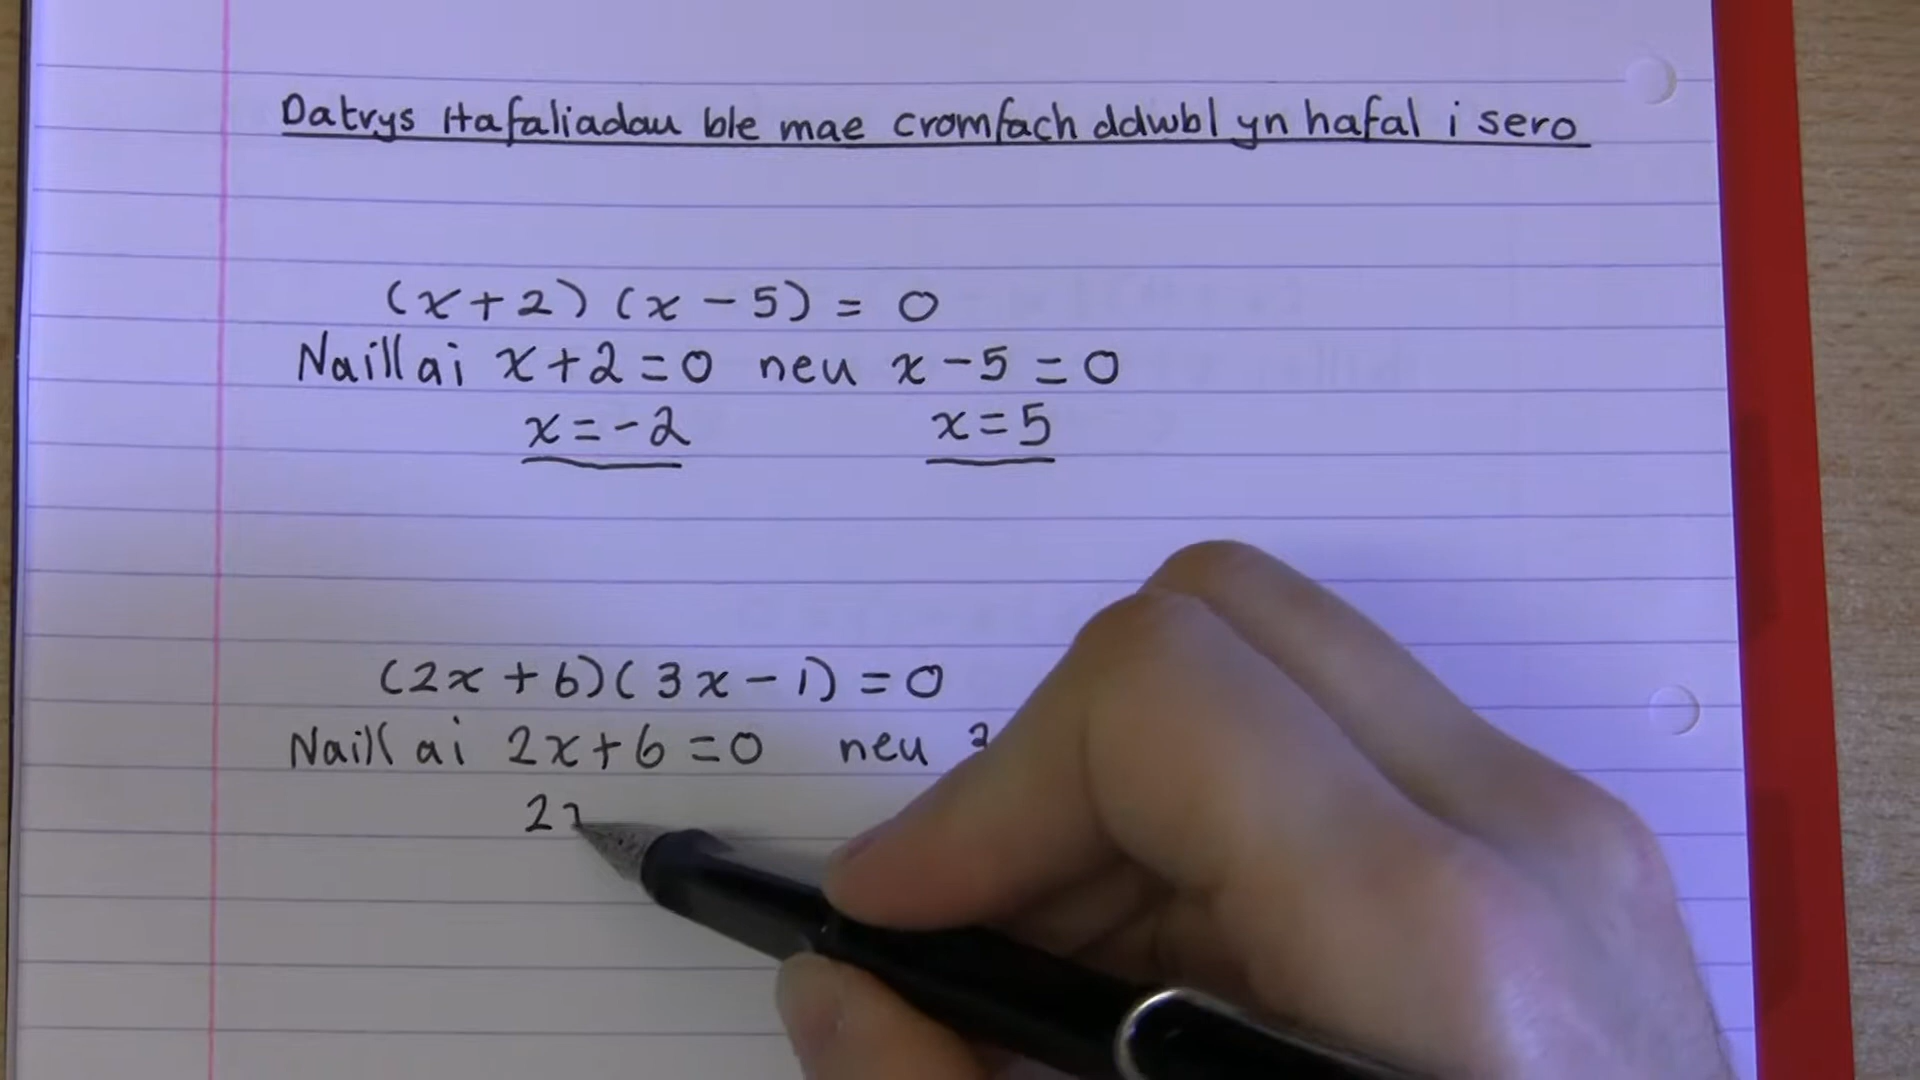 Datrys Hafaliadau ble mae cromfach ddwbl yn hafal i sero
(x+2)(x-5)=0
Naill ai x+2=0 neu x-5=0
x=-2 x=5
(2x+6)(3x-1)=0
Naill ai 2x+6=0 neu
2